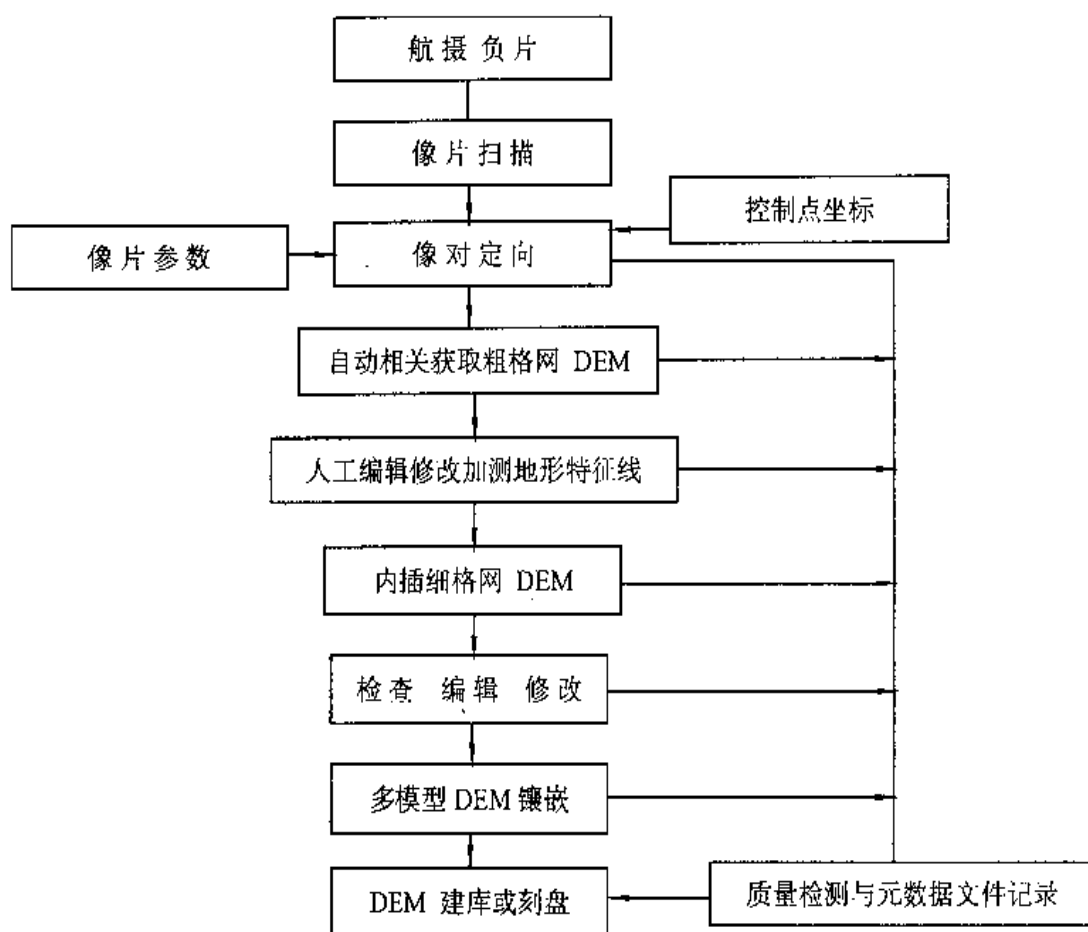 航摄负片
像片扫描
控制点坐标
像片参数
像对定向
自动相关获取粗格网 DEM
人工编辑修改加测地形特征线
内插细格网 DEM
检查 编辑 修改
多模型 DEM 镶嵌
DEM 建库或刻盘
质量检测与元数据文件记录